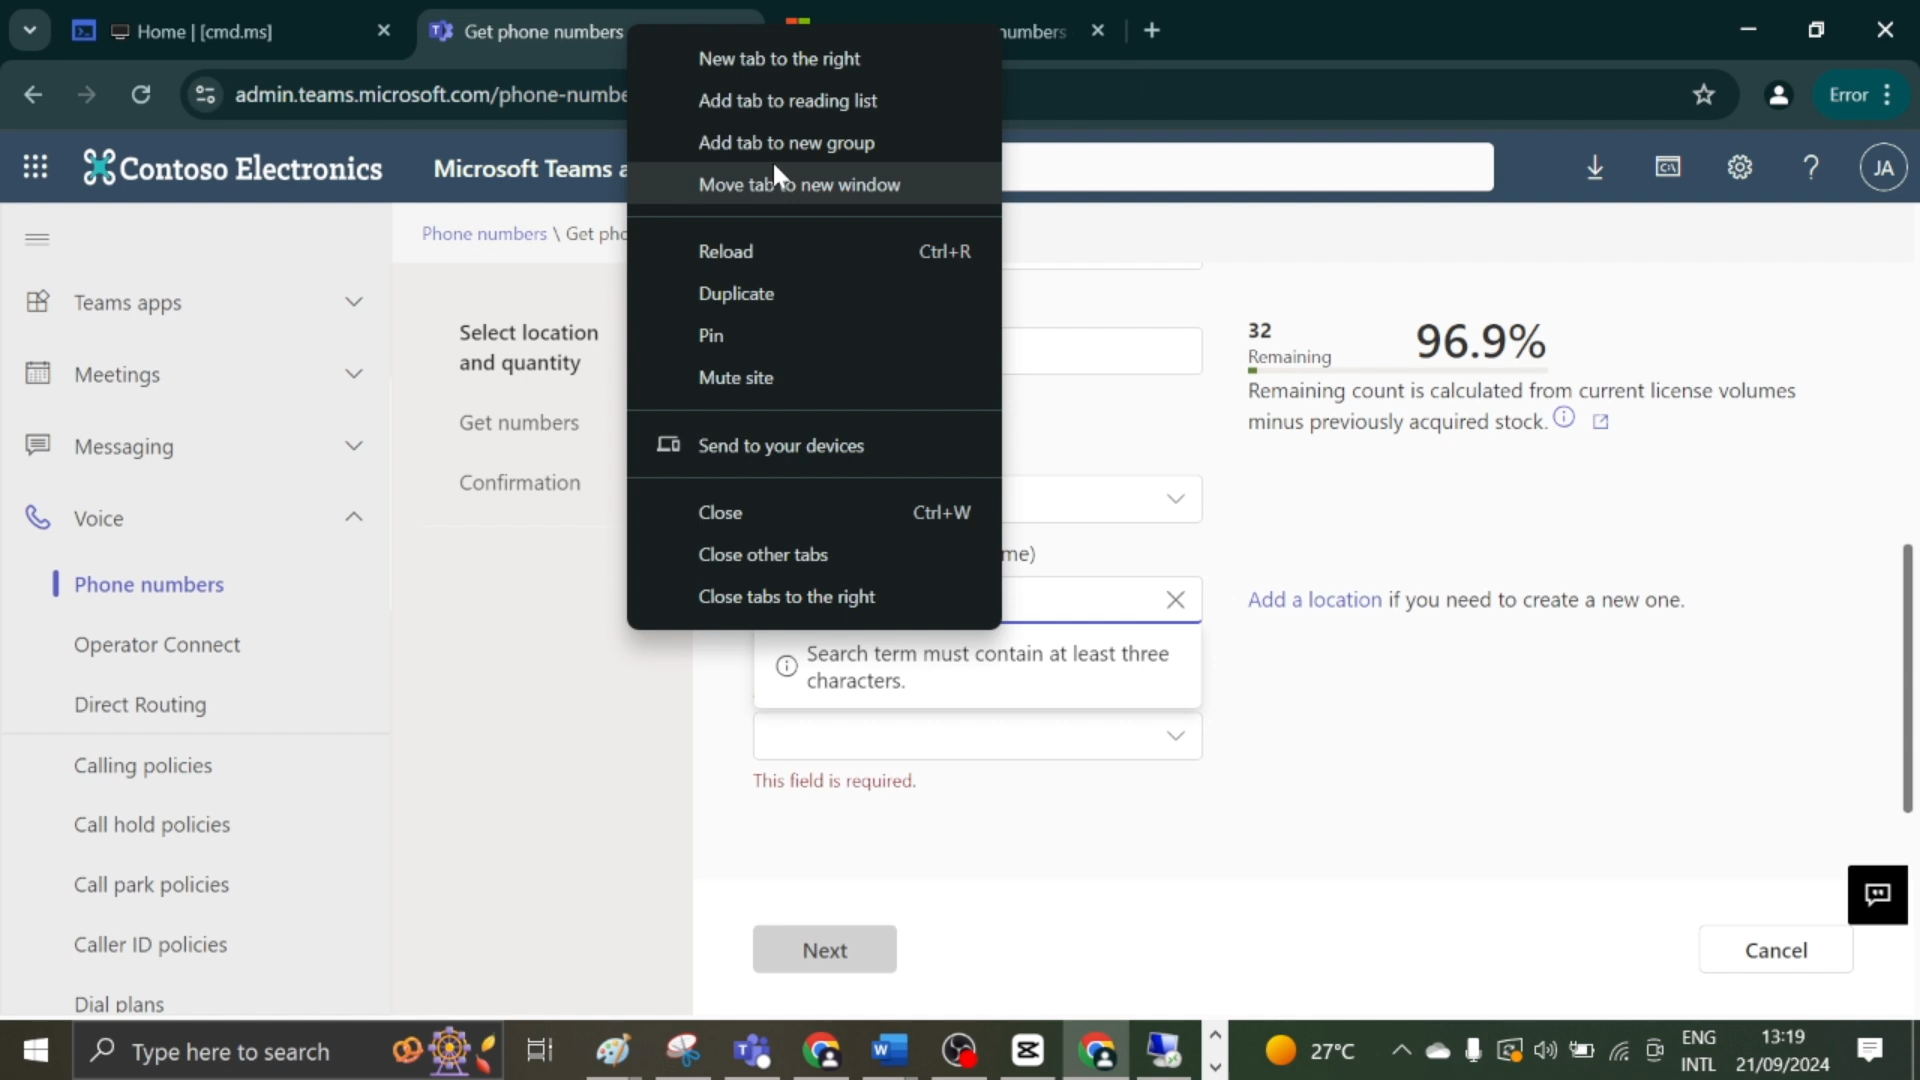 Home | [cmd.ms]
Get phone numbers
numbers
admin.teams.microsoft.com/phone-numbe
Error
Contoso Electronics
Microsoft Teams a
JA
New tab to the right
Add tab to reading list
Add tab to new group
Move tab to new window
Reload Ctrl+R
Duplicate
Pin
Mute site
Send to your devices
Close Ctrl+W
Close other tabs
Close tabs to the right
Teams apps
Meetings
Messaging
Voice
Phone numbers
Operator Connect
Direct Routing
Calling policies
Call hold policies
Call park policies
Caller ID policies
Dial plans
Phone numbers \ Get pho
Select location
and quantity
Get numbers
Confirmation
32
Remaining
96.9%
Remaining count is calculated from current license volumes
minus previously acquired stock.
me)
Add a location if you need to create a new one.
Search term must contain at least three
characters.
This field is required.
Next
Cancel
Type here to search
27°C
ENG
INTL
13:19
21/09/2024